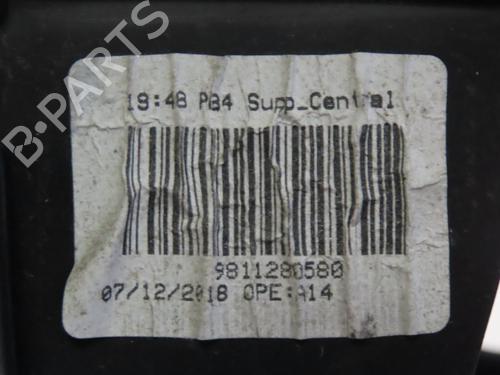 B-PARTS
19:48 PB4 Supp_Central
9811280580
07/12/2018 OPE:A14